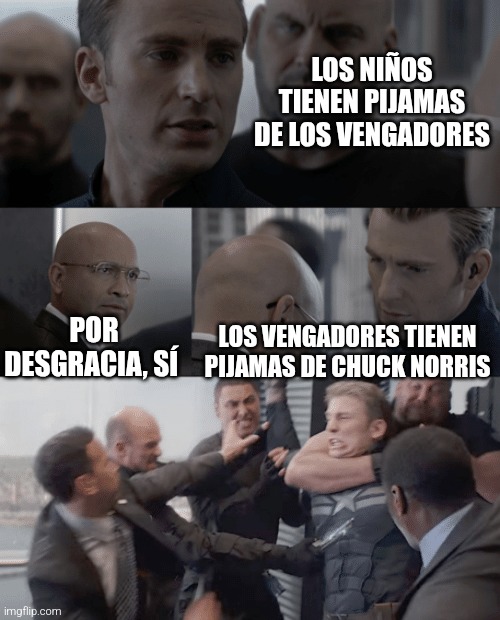 LOS NIÑOS
TIENEN PIJAMAS
DE LOS VENGADORES
POR
DESGRACIA, SÍ
LOS VENGADORES TIENEN
PIJAMAS DE CHUCK NORRIS
imgflip.com